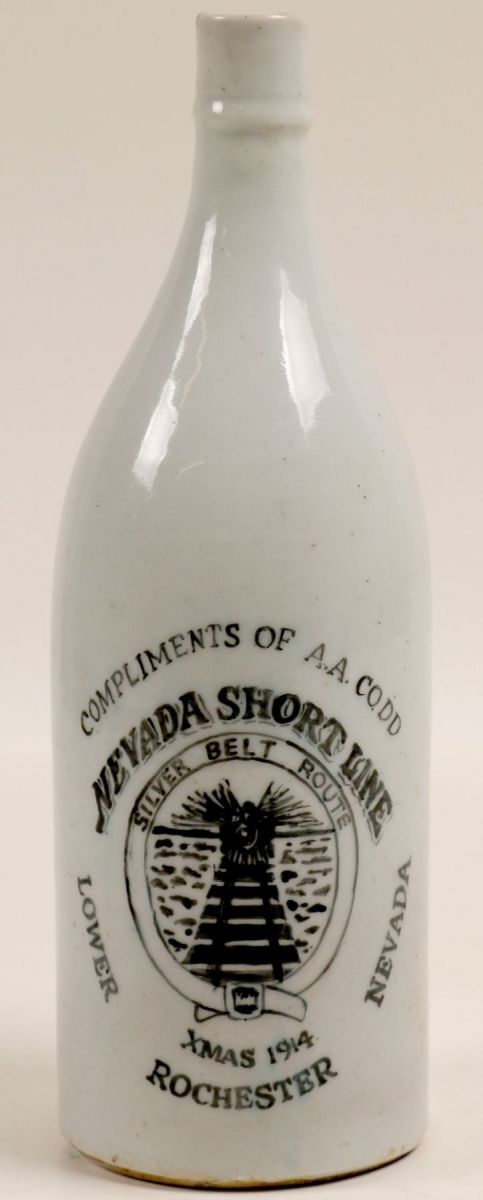 COMPLIMENTS OF A.A. CODD
NEVADA SHORT LINE
SILVER BELT ROUTE
LOWER
NEVADA
XMAS 1914
ROCHESTER